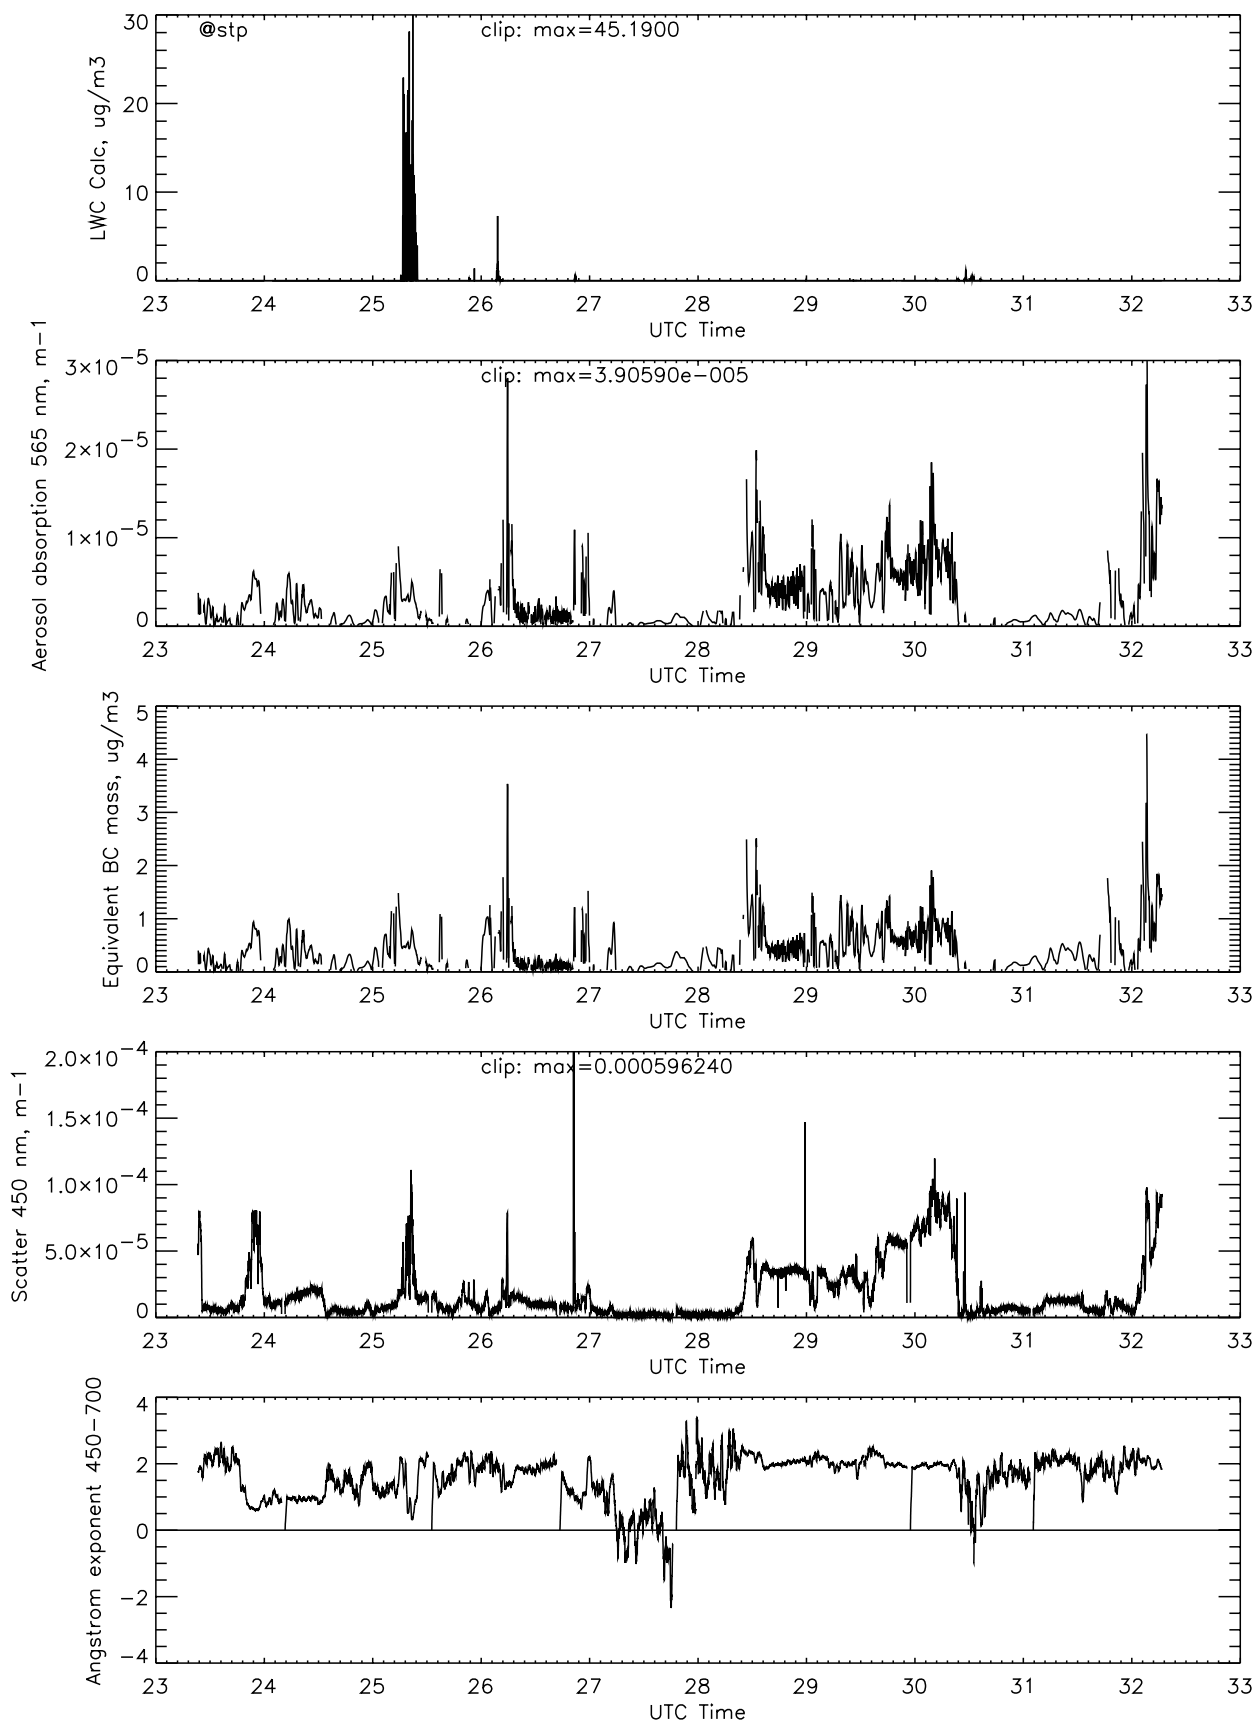 @stp clip: max=45.1900
LWC Calc, ug/m3
30
20
10
0
23 24 25 26 27 28 29 30 31 32 33
UTC Time
clip: max=3.90590e-005
Aerosol absorption 565 nm, m-1
3×10⁻⁵
2×10⁻⁵
1×10⁻⁵
0
23 24 25 26 27 28 29 30 31 32 33
UTC Time
Equivalent BC mass, ug/m3
5
4
3
2
1
0
23 24 25 26 27 28 29 30 31 32 33
UTC Time
clip: max=0.000596240
Scatter 450 nm, m-1
2.0×10⁻⁴
1.5×10⁻⁴
1.0×10⁻⁴
5.0×10⁻⁵
0
23 24 25 26 27 28 29 30 31 32 33
UTC Time
Angstrom exponent 450-700
4
2
0
-2
-4
23 24 25 26 27 28 29 30 31 32 33
UTC Time